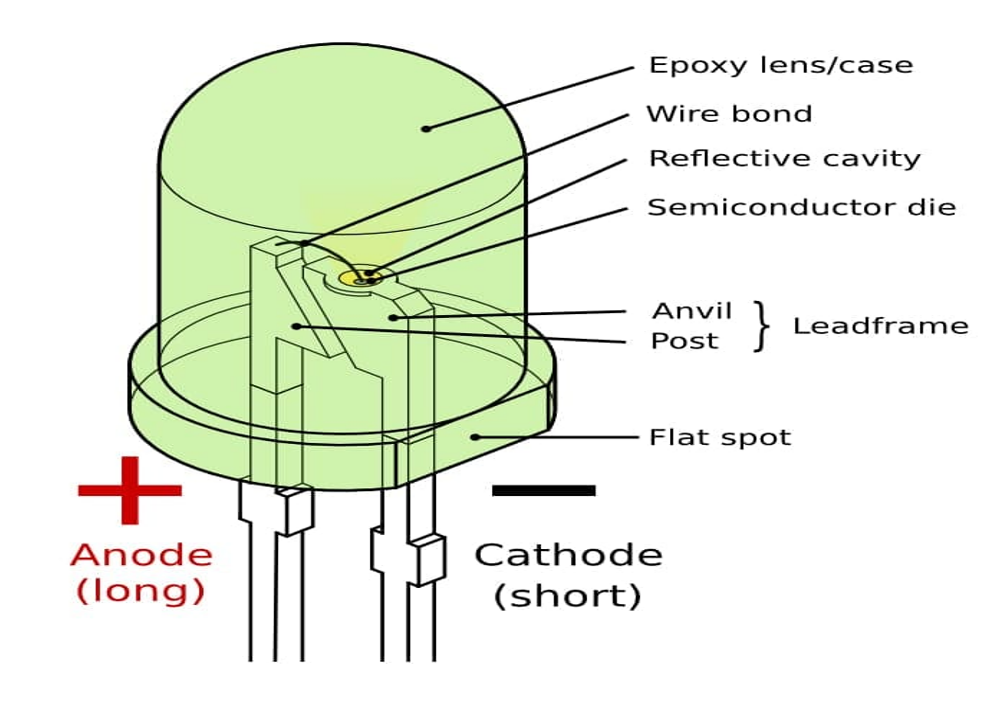 Epoxy lens/case
Wire bond
Reflective cavity
Semiconductor die
Anvil
Post
} Leadframe
Flat spot
+
Anode
(long)
−
Cathode
(short)